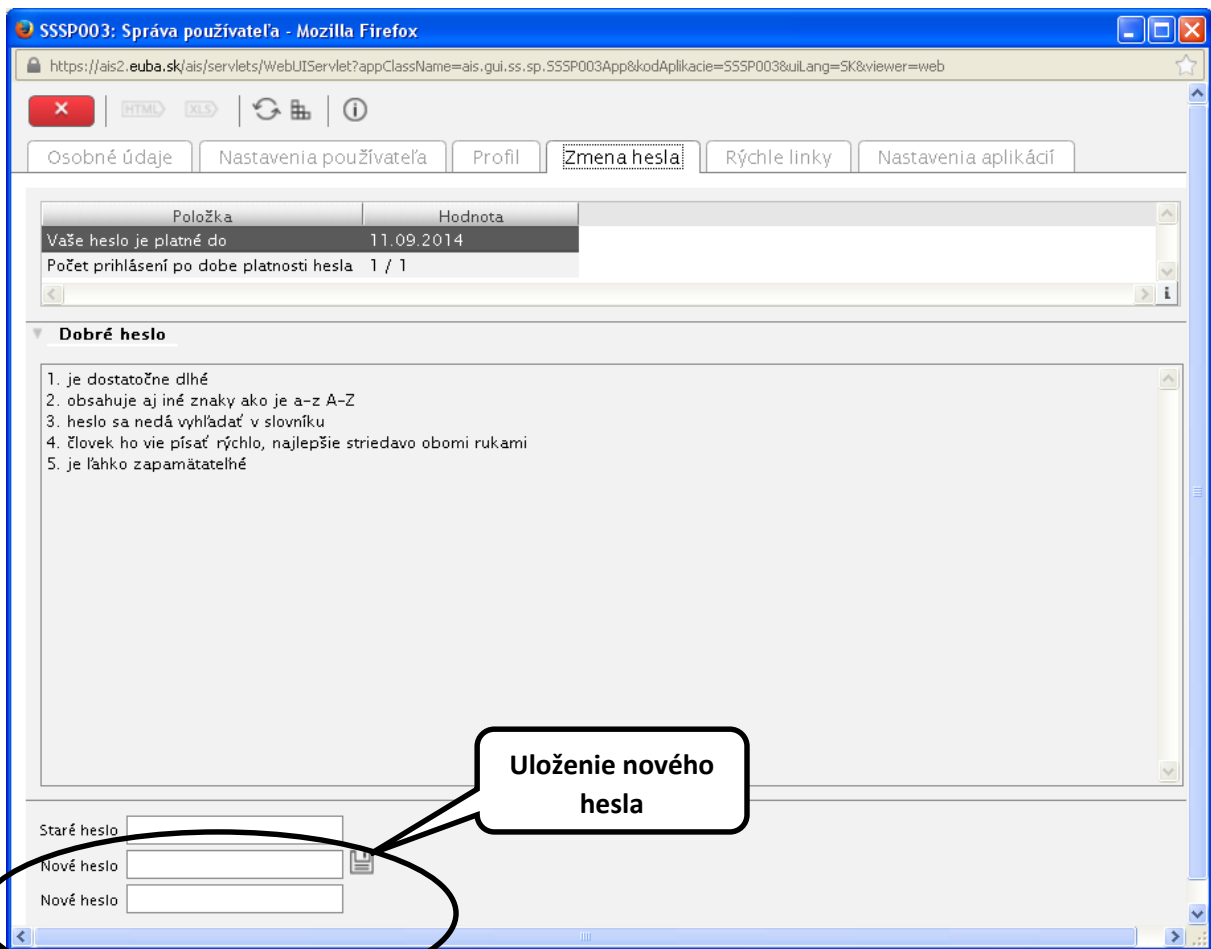 SSSP003: Správa používateľa - Mozilla Firefox
https://ais2.euba.sk/ais/servlets/WebUIServlet?appClassName=ais.gui.ss.sp.SSSP003App&kodAplikacie=SSSP003&uiLang=SK&viewer=web
HTML XLS
Osobné údaje Nastavenia používateľa Profil Zmena hesla Rýchle linky Nastavenia aplikácií
Položka Hodnota
Vaše heslo je platné do 11.09.2014
Počet prihlásení po dobe platnosti hesla 1 / 1
Dobré heslo
1. je dostatočne dlhé
2. obsahuje aj iné znaky ako je a-z A-Z
3. heslo sa nedá vyhľadať v slovníku
4. človek ho vie písať rýchlo, najlepšie striedavo obomi rukami
5. je ľahko zapamätateľné
Uloženie nového
hesla
Staré heslo
Nové heslo
Nové heslo